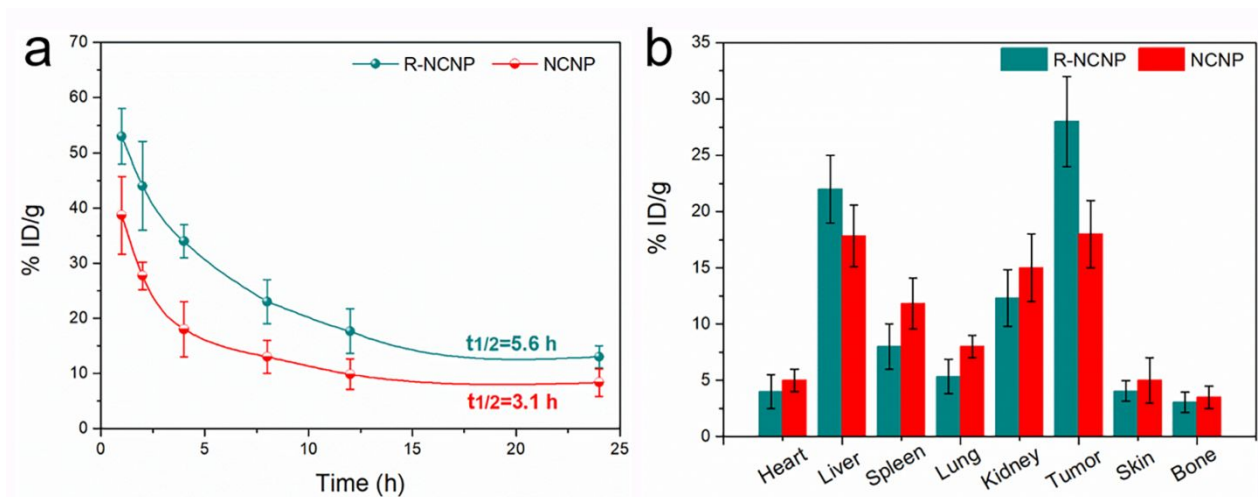 a
R-NCNP NCNP
70
60
50
40
30
20
10
0
% ID/g
t1/2=5.6 h
t1/2=3.1 h
0 5 10 15 20 25
Time (h)
b
R-NCNP NCNP
35
30
25
20
15
10
5
0
% ID/g
Heart Liver Spleen Lung Kidney Tumor Skin Bone